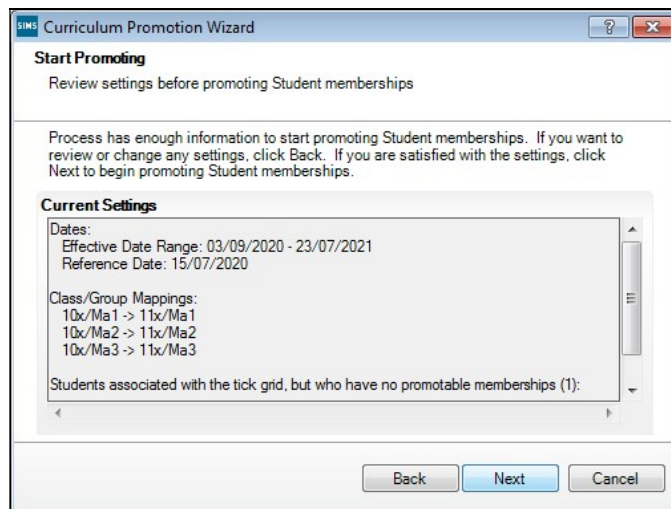 SIMS Curriculum Promotion Wizard
Start Promoting
Review settings before promoting Student memberships
Process has enough information to start promoting Student memberships. If you want to
review or change any settings, click Back. If you are satisfied with the settings, click
Next to begin promoting Student memberships.
Current Settings
Dates:
Effective Date Range: 03/09/2020 - 23/07/2021
Reference Date: 15/07/2020
Class/Group Mappings:
10x/Ma1 -> 11x/Ma1
10x/Ma2 -> 11x/Ma2
10x/Ma3 -> 11x/Ma3
Students associated with the tick grid, but who have no promotable memberships (1):
Back Next Cancel